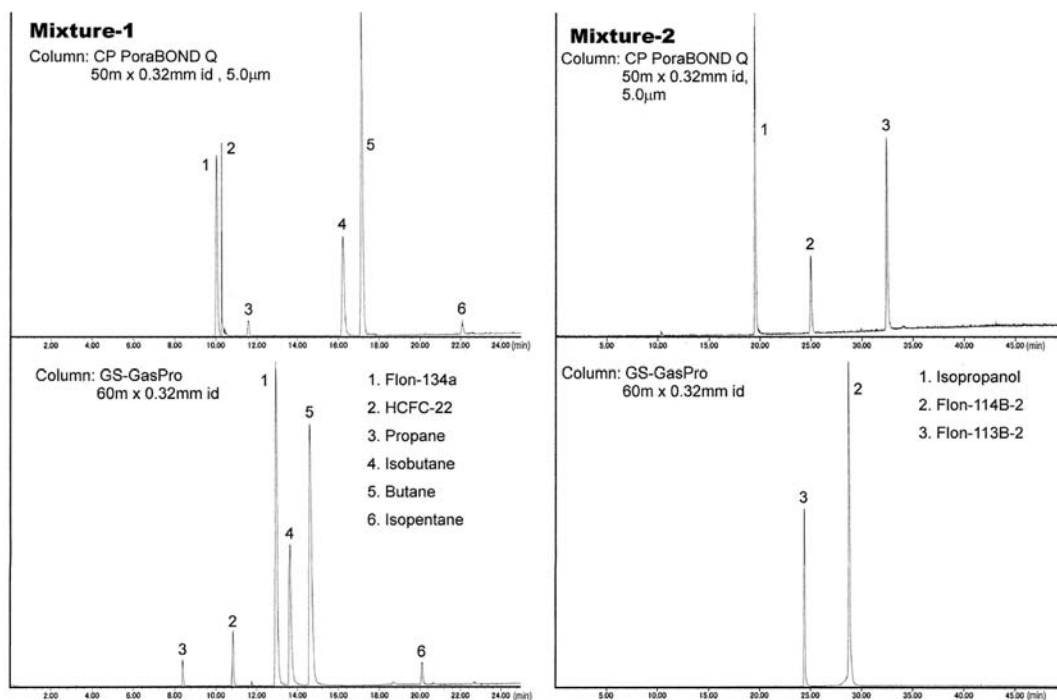 Mixture-1
Column: CP PoraBOND Q
50m x 0.32mm id , 5.0μm
1
2
3
4
5
6
2.00 4.00 6.00 8.00 10.00 12.00 14.00 16.00 18.00 20.00 22.00 24.00 (min)
Mixture-2
Column: CP PoraBOND Q
50m x 0.32mm id,
5.0μm
1
2
3
5.00 10.00 15.00 20.00 25.00 30.00 35.00 40.00 45.00 (min)
Column: GS-GasPro
60m x 0.32mm id
3
2
1
4
5
6
1. Flon-134a
2. HCFC-22
3. Propane
4. Isobutane
5. Butane
6. Isopentane
2.00 4.00 6.00 8.00 10.00 12.00 14.00 16.00 18.00 20.00 22.00 24.00 (min)
Column: GS-GasPro
60m x 0.32mm id
3
2
1. Isopropanol
2. Flon-114B-2
3. Flon-113B-2
5.00 10.00 15.00 20.00 25.00 30.00 35.00 40.00 45.00 (min)